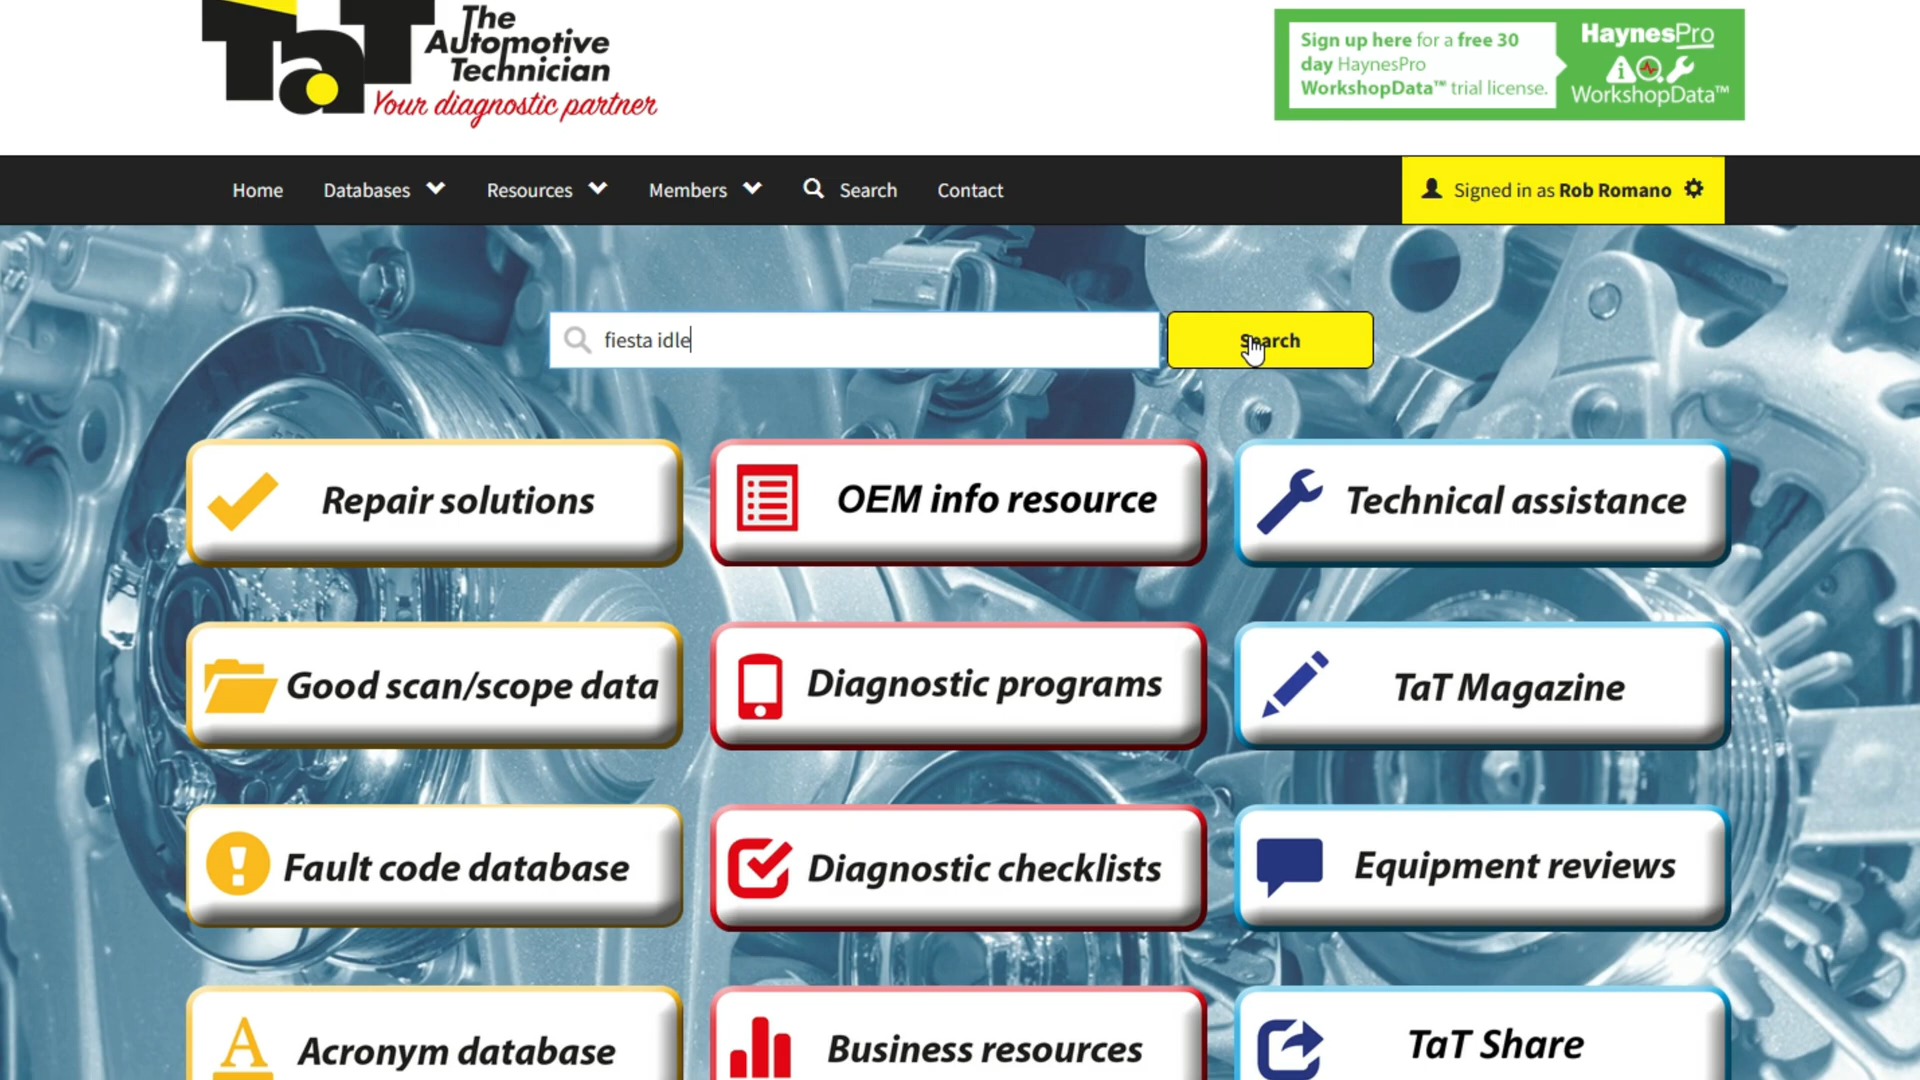 TaT
The
Automotive
Technician
Your diagnostic partner
Sign up here for a free 30
day HaynesPro
WorkshopData™ trial license.
HaynesPro
WorkshopData™
Home
Databases
Resources
Members
Search
Contact
Signed in as Rob Romano
fiesta idle
Search
Repair solutions
OEM info resource
Technical assistance
Good scan/scope data
Diagnostic programs
TaT Magazine
Fault code database
Diagnostic checklists
Equipment reviews
A
Acronym database
Business resources
TaT Share